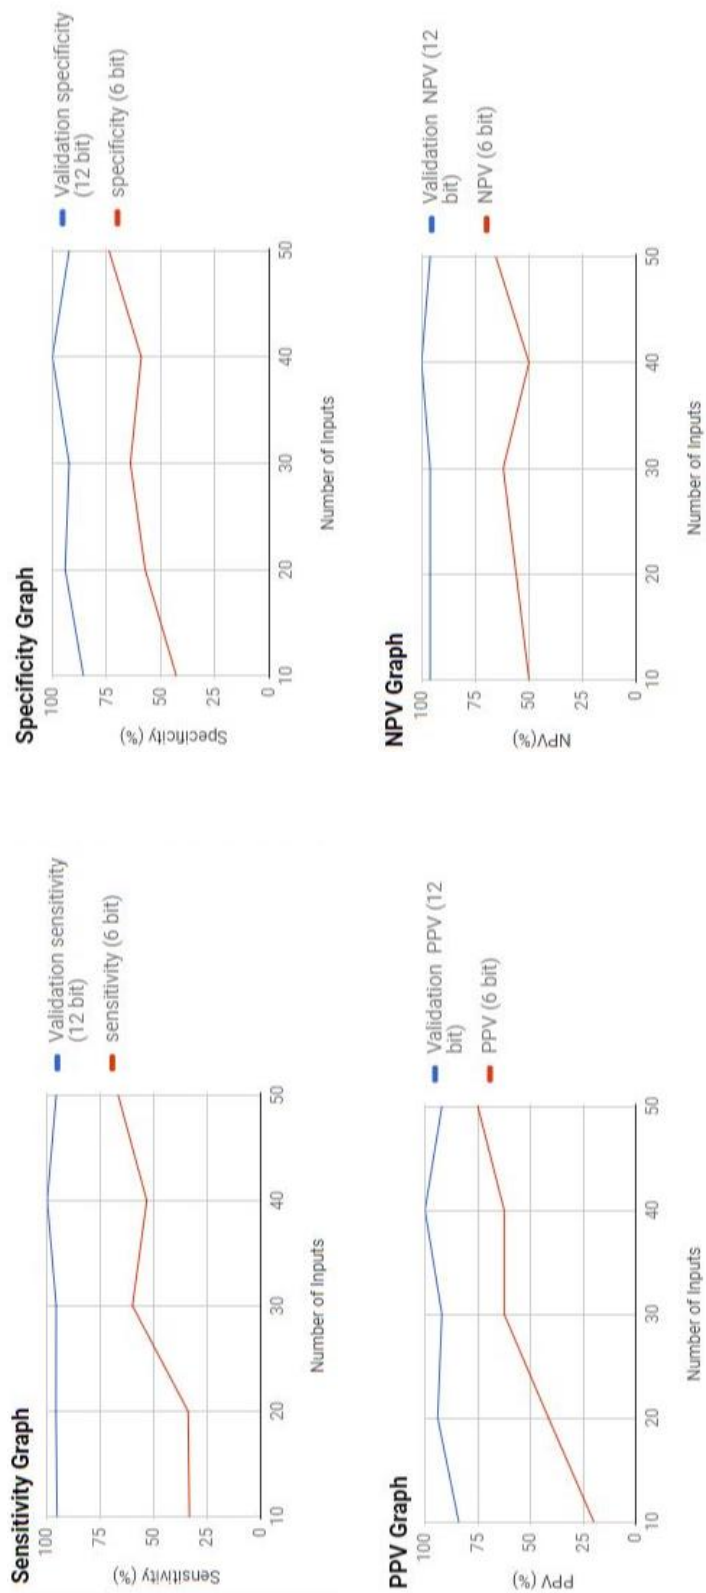 Sensitivity Graph
Validation sensitivity
(12 bit)
sensitivity (6 bit)
100
75
50
25
0
Sensitivity (%)
10
20
30
40
50
Number of Inputs
Specificity Graph
Validation specificity
(12 bit)
specificity (6 bit)
100
75
50
25
0
Specificity (%)
10
20
30
40
50
Number of Inputs
PPV Graph
Validation PPV (12
bit)
PPV (6 bit)
100
75
50
25
0
PPV (%)
10
20
30
40
50
Number of Inputs
NPV Graph
Validation NPV (12
bit)
NPV (6 bit)
100
75
50
25
0
NPV(%)
10
20
30
40
50
Number of Inputs